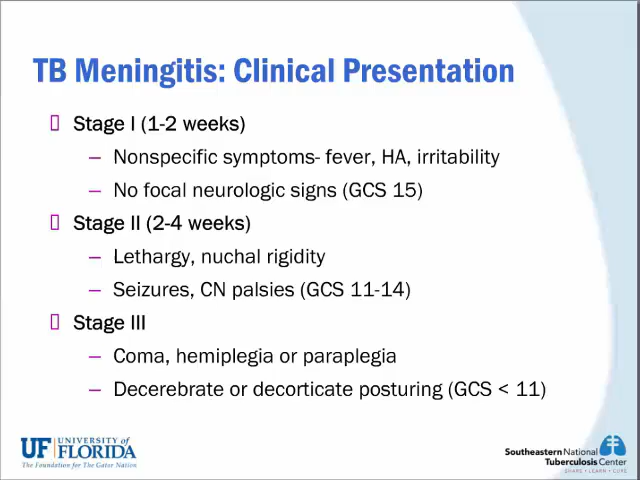 TB Meningitis: Clinical Presentation
Stage I (1-2 weeks)
– Nonspecific symptoms- fever, HA, irritability
– No focal neurologic signs (GCS 15)
Stage II (2-4 weeks)
– Lethargy, nuchal rigidity
– Seizures, CN palsies (GCS 11-14)
Stage III
– Coma, hemiplegia or paraplegia
– Decerebrate or decorticate posturing (GCS < 11)
UF UNIVERSITY of
FLORIDA
The Foundation for The Gator Nation
Southeastern National
Tuberculosis Center
SHARE • LEARN • CURE